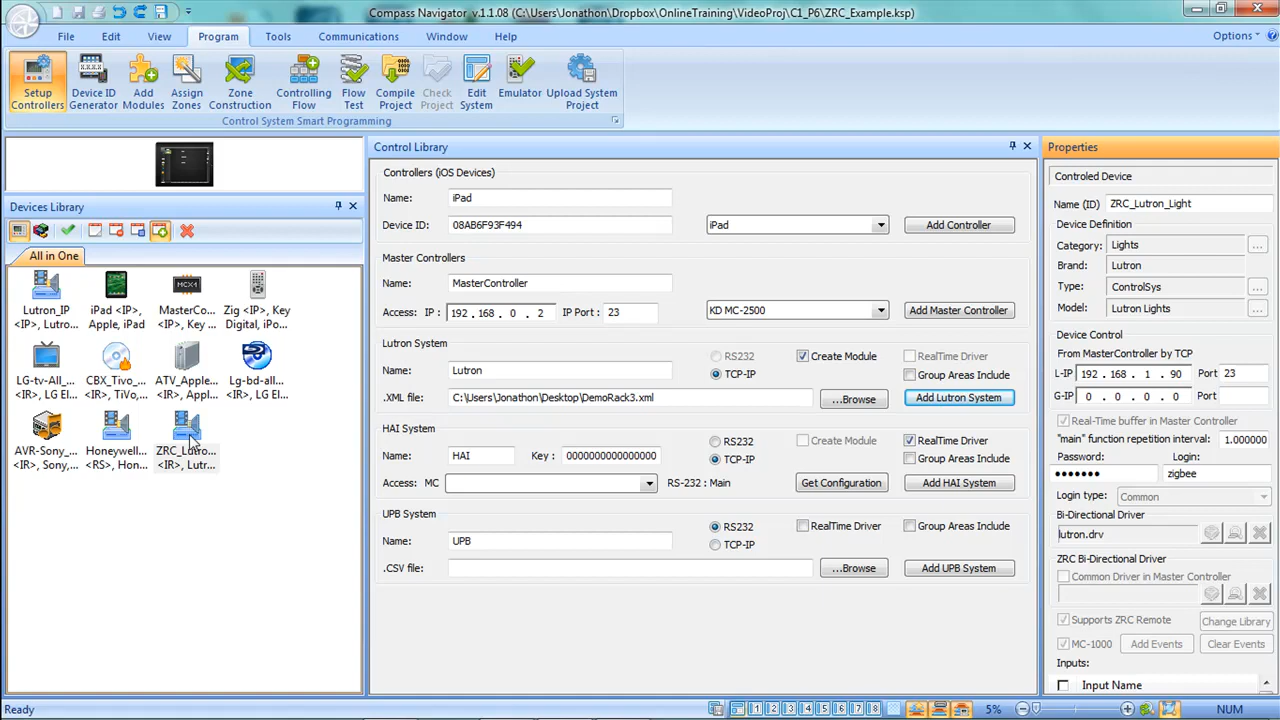 Compass Navigator v.1.1.08 (C:\Users\Jonathon\Dropbox\OnlineTraining\VideoProj\C1_P6\ZRC_Example.ksp)
File Edit View Program Tools Communications Window Help Options
Setup Controllers
Device ID Generator
Add Modules
Assign Zones
Zone Construction
Controlling Flow
Flow Test
Compile Project
Check Project
Edit System
Emulator
Upload System Project
Control System Smart Programming
Devices Library
All in One
Lutron_IP <IP>, Lutro...
iPad <IP>, Apple, iPad
MasterCo... <IP>, Key ...
Zig <IP>, Key Digital, iPo...
LG-tv-All_... <IR>, LG El...
CBX_Tivo_... <IR>, TiVo,...
ATV_Apple... <IR>, Appl...
Lg-bd-all... <IR>, LG El...
AVR-Sony_... <IR>, Sony,...
Honeywell... <RS>, Hon...
ZRC_Lutro... <IR>, Lutr...
Control Library
Controllers (iOS Devices)
Name: iPad
Device ID: 08AB6F93F494 iPad Add Controller
Master Controllers
Name: MasterController
Access: IP : 192 . 168 . 0 . 2 IP Port : 23 KD MC-2500 Add Master Controller
Lutron System
RS232 Create Module RealTime Driver
Name: Lutron TCP-IP Group Areas Include
.XML file: C:\Users\Jonathon\Desktop\DemoRack3.xml ...Browse Add Lutron System
HAI System
RS232 Create Module RealTime Driver
Name: HAI Key : 00000000000000 TCP-IP Group Areas Include
Access: MC RS-232 : Main Get Configuration Add HAI System
UPB System
RS232 RealTime Driver Group Areas Include
Name: UPB TCP-IP
.CSV file: ...Browse Add UPB System
Properties
Controled Device
Name (ID) ZRC_Lutron_Light
Device Definition
Category: Lights ...
Brand: Lutron
Type: ControlSys ...
Model: Lutron Lights ...
Device Control
From MasterController by TCP
L-IP 192 . 168 . 1 . 90 Port 23
G-IP 0 . 0 . 0 . 0 Port
Real-Time buffer in Master Controller
"main" function repetition interval: 1.000000
Password: Login:
••••••• zigbee
Login type: Common
Bi-Directional Driver
lutron.drv
ZRC Bi-Directional Driver
Common Driver in Master Controller
Supports ZRC Remote Change Library
MC-1000 Add Events Clear Events
Inputs:
Input Name
Ready 1 2 3 4 5 6 7 8 5% NUM